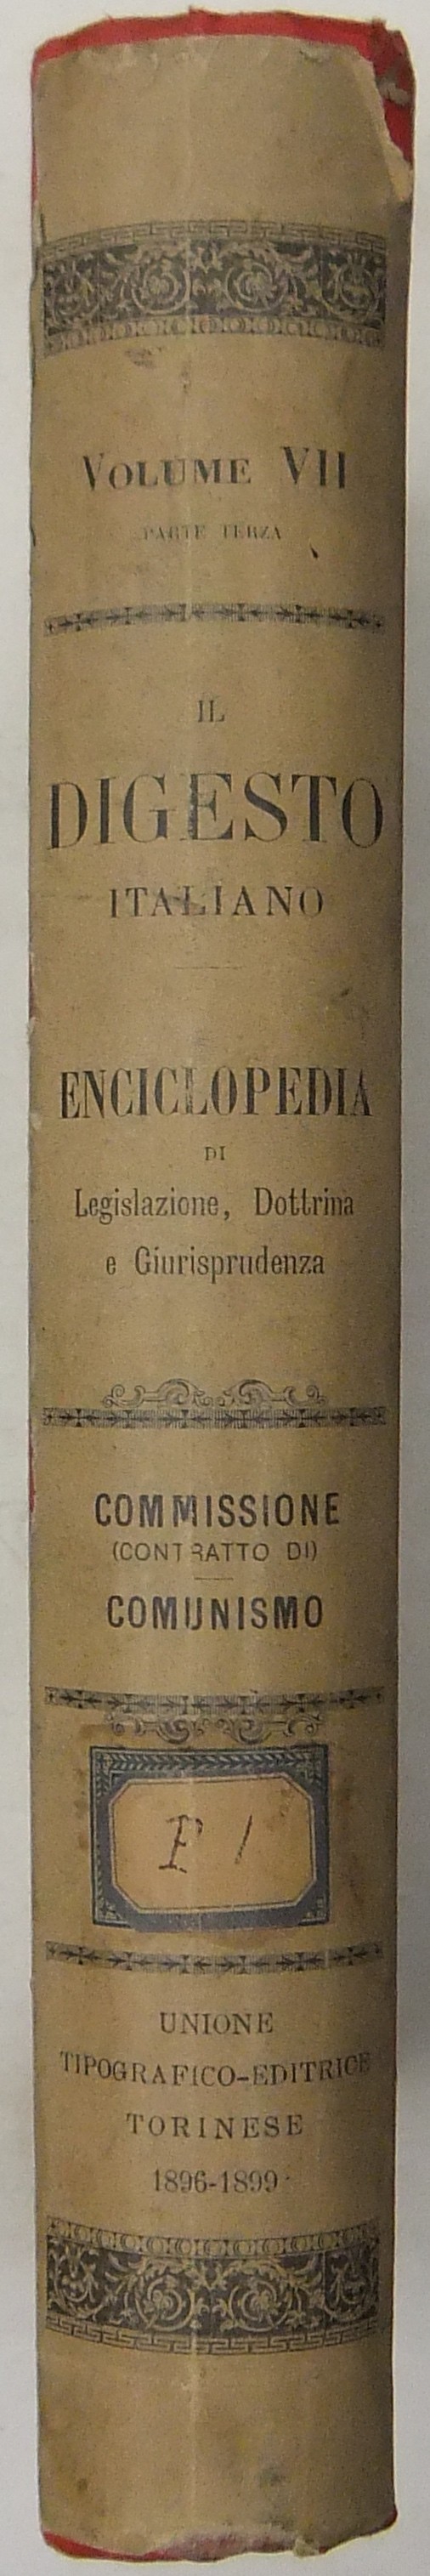 VOLUME VII
PARTE TERZA
IL
DIGESTO
ITALIANO
ENCICLOPEDIA
DI
Legislazione, Dottrina
e Giurisprudenza
COMMISSIONE
(CONTRATTO DI)
COMUNISMO
P 1
UNIONE
TIPOGRAFICO-EDITRICE
TORINESE
1896-1899